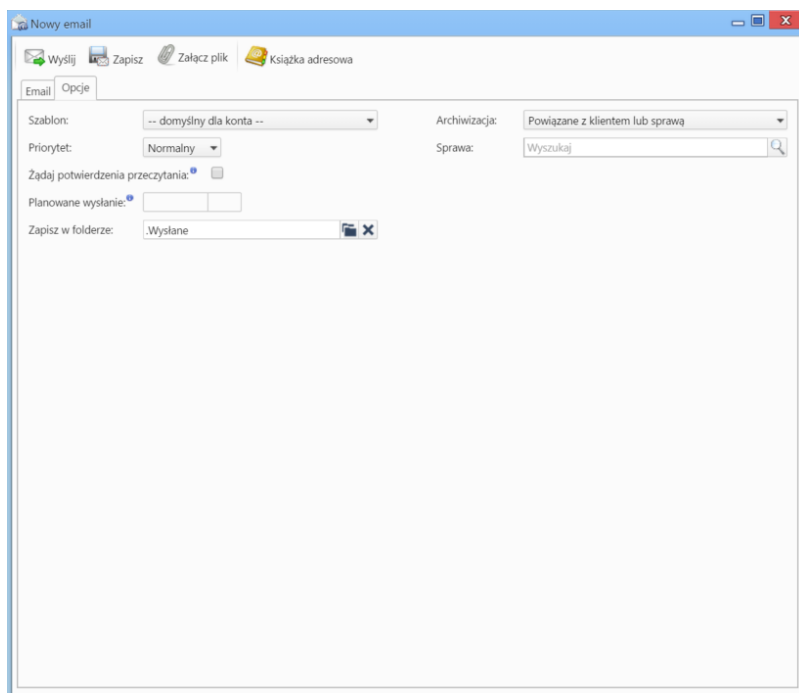 Nowy email
Wyślij Zapisz Załącz plik Książka adresowa
Email Opcje
Szablon: -- domyślny dla konta -- Archiwizacja: Powiązane z klientem lub sprawą
Priorytet: Normalny Sprawa: Wyszukaj
Żądaj potwierdzenia przeczytania:
Planowane wysłanie:
Zapisz w folderze: .Wysłane